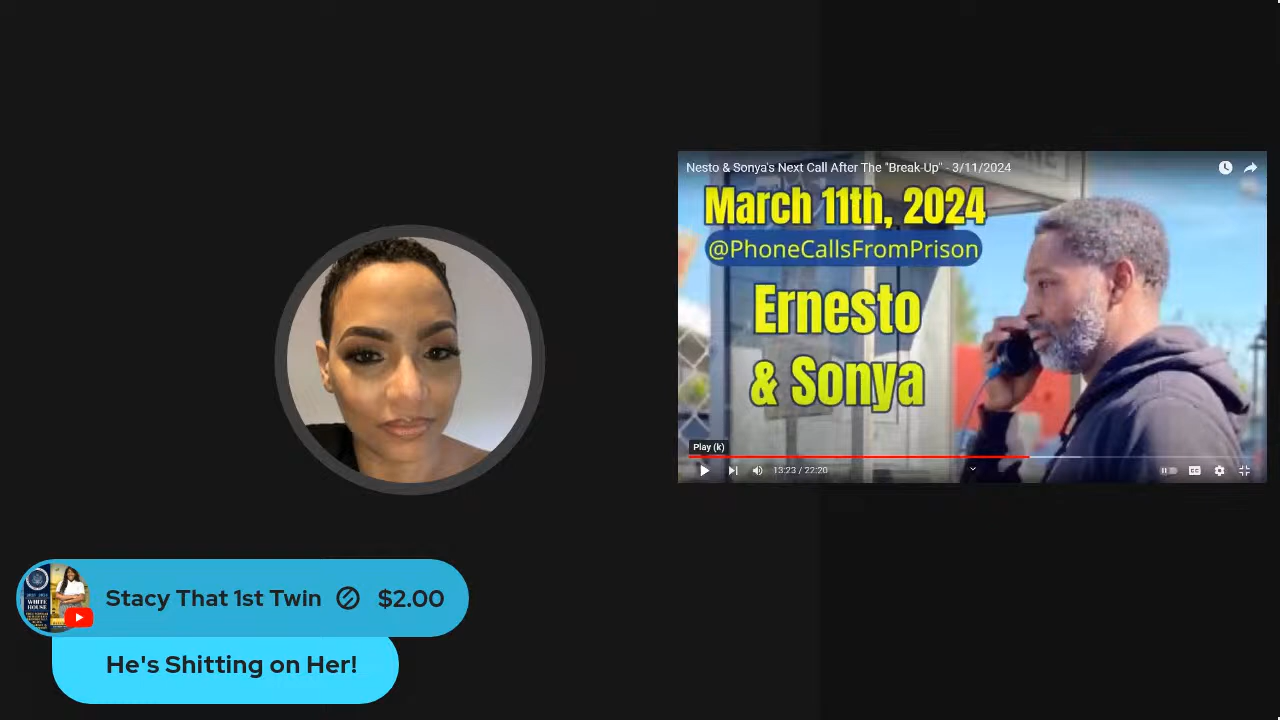 Nesto & Sonya's Next Call After The "Break-Up" - 3/11/2024
March 11th, 2024
@PhoneCallsFromPrison
Ernesto
& Sonya
Play (k)
13:23 / 22:20
Stacy That 1st Twin $2.00
He's Shitting on Her!